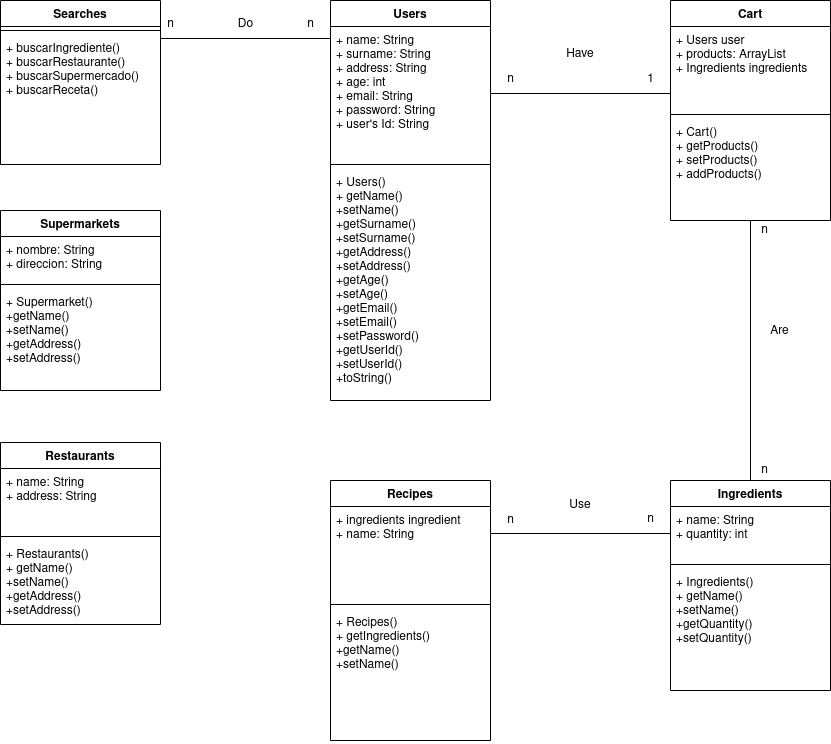 Searches
+ buscarIngrediente()
+ buscarRestaurante()
+ buscarSupermercado()
+ buscarReceta()
n
Do
n
Users
+ name: String
+ surname: String
+ address: String
+ age: int
+ email: String
+ password: String
+ user's Id: String
+ Users()
+ getName()
+setName()
+getSurname()
+setSurname()
+getAddress()
+setAddress()
+getAge()
+setAge()
+getEmail()
+setEmail()
+setPassword()
+getUserId()
+setUserId()
+toString()
Have
n
1
Cart
+ Users user
+ products: ArrayList
+ Ingredients ingredients
+ Cart()
+ getProducts()
+ setProducts()
+ addProducts()
n
Are
n
Supermarkets
+ nombre: String
+ direccion: String
+ Supermarket()
+getName()
+setName()
+getAddress()
+setAddress()
Restaurants
+ name: String
+ address: String
+ Restaurants()
+ getName()
+setName()
+getAddress()
+setAddress()
Recipes
+ ingredients ingredient
+ name: String
+ Recipes()
+ getIngredients()
+getName()
+setName()
Use
n
n
Ingredients
+ name: String
+ quantity: int
+ Ingredients()
+ getName()
+setName()
+getQuantity()
+setQuantity()